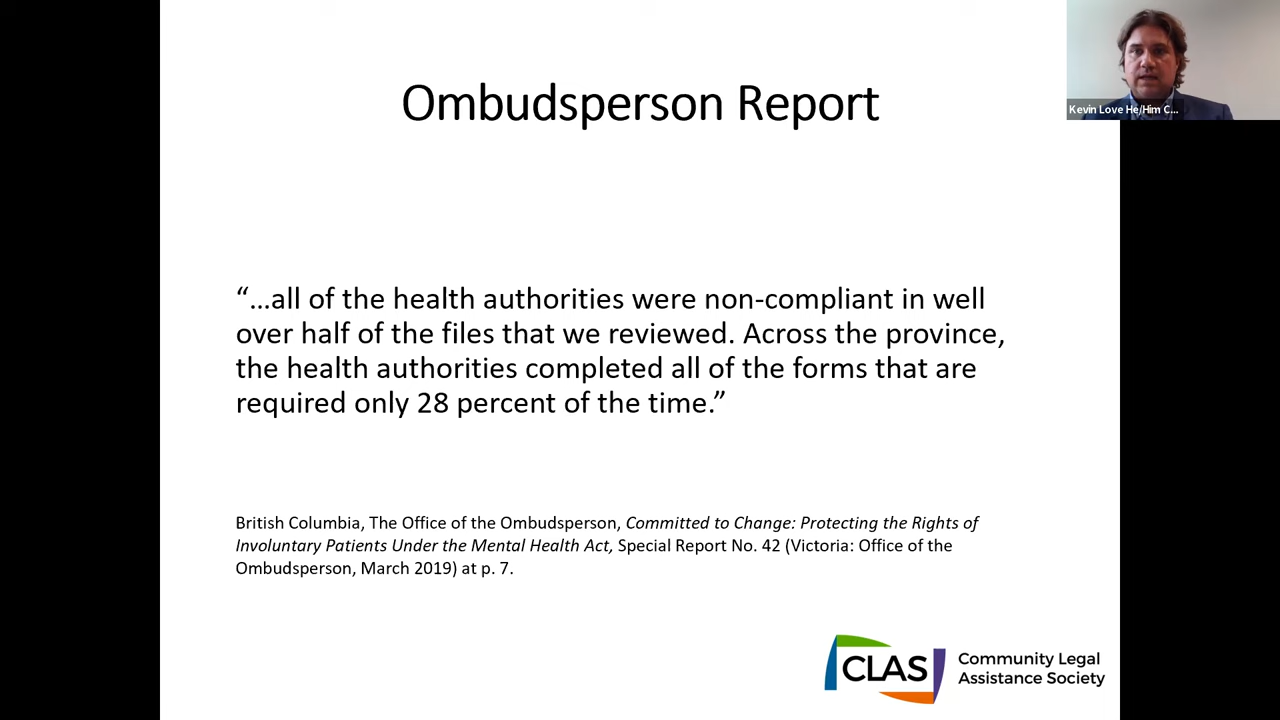 Ombudsperson Report
Kevin Love He/Him C...
“…all of the health authorities were non-compliant in well
over half of the files that we reviewed. Across the province,
the health authorities completed all of the forms that are
required only 28 percent of the time.”
British Columbia, The Office of the Ombudsperson, Committed to Change: Protecting the Rights of
Involuntary Patients Under the Mental Health Act, Special Report No. 42 (Victoria: Office of the
Ombudsperson, March 2019) at p. 7.
CLAS
Community Legal
Assistance Society